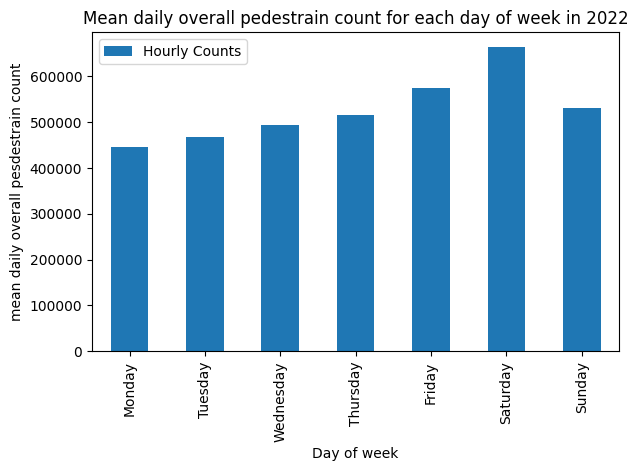 Mean daily overall pedestrain count for each day of week in 2022
Hourly Counts
mean daily overall pesdestrain count
600000
500000
400000
300000
200000
100000
0
Monday
Tuesday
Wednesday
Thursday
Friday
Saturday
Sunday
Day of week